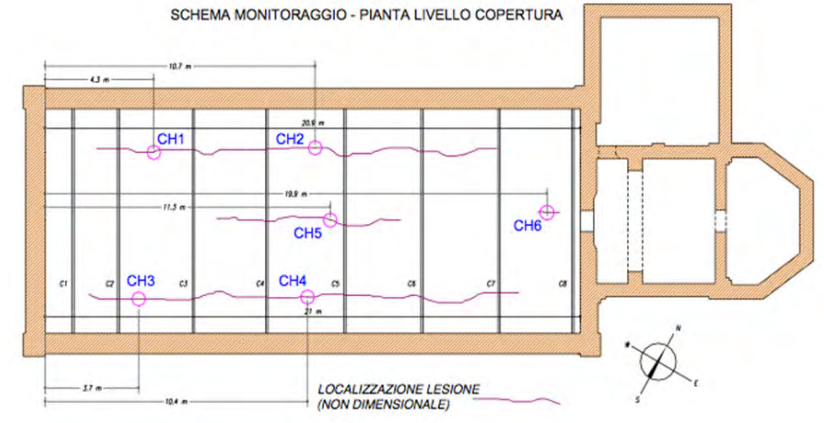 SCHEMA MONITORAGGIO - PIANTA LIVELLO COPERTURA
10.7 m
4.3 m
20.9 m
CH1
CH2
19.9 m
11.3 m
CH5
CH6
C1
C2
CH3
C3
C4
CH4
C5
C6
C7
C8
21 m
N
W
E
S
3.7 m
10.4 m
LOCALIZZAZIONE LESIONE
(NON DIMENSIONALE)